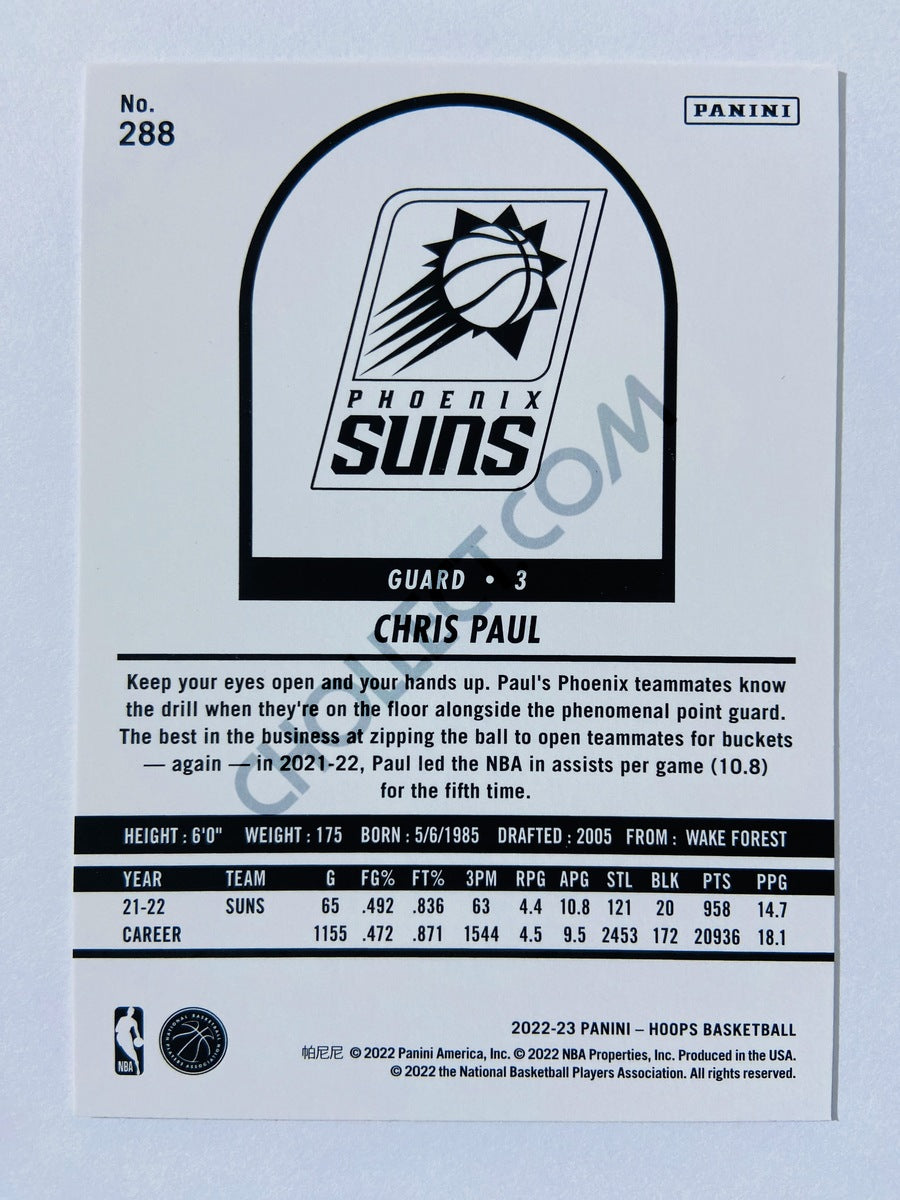 No.
288
PANINI
PHOENIX
SUNS
GUARD • 3
CHRIS PAUL
Keep your eyes open and your hands up. Paul's Phoenix teammates know
the drill when they're on the floor alongside the phenomenal point guard.
The best in the business at zipping the ball to open teammates for buckets
— again — in 2021-22, Paul led the NBA in assists per game (10.8)
for the fifth time.
HEIGHT : 6'0" WEIGHT : 175 BORN : 5/6/1985 DRAFTED : 2005 FROM : WAKE FOREST
YEAR TEAM G FG% FT% 3PM RPG APG STL BLK PTS PPG
21-22 SUNS 65 .492 .836 63 4.4 10.8 121 20 958 14.7
CAREER 1155 .472 .871 1544 4.5 9.5 2453 172 20936 18.1
NBA
NATIONAL BASKETBALL PLAYERS ASSOCIATION
2022-23 PANINI – HOOPS BASKETBALL
帕尼尼 © 2022 Panini America, Inc. © 2022 NBA Properties, Inc. Produced in the USA.
© 2022 the National Basketball Players Association. All rights reserved.
CHOLLECT.COM